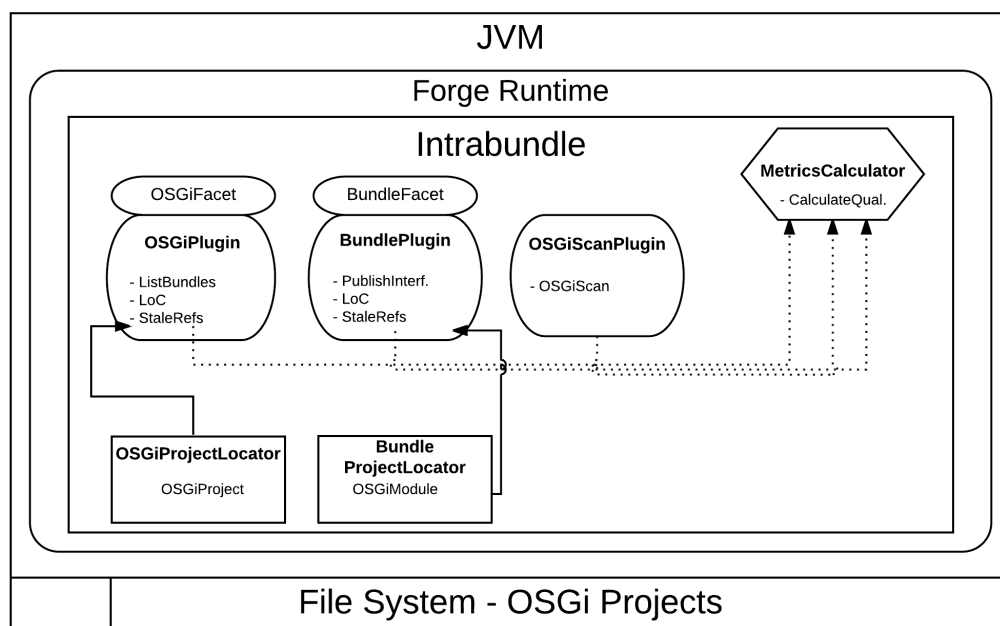 JVM
Forge Runtime
Intrabundle
MetricsCalculator
- CalculateQual.
OSGiFacet
OSGiPlugin
- ListBundles
- LoC
- StaleRefs
BundleFacet
BundlePlugin
- PublishInterf.
- LoC
- StaleRefs
OSGiScanPlugin
- OSGiScan
OSGiProjectLocator
OSGiProject
Bundle
ProjectLocator
OSGiModule
File System - OSGi Projects